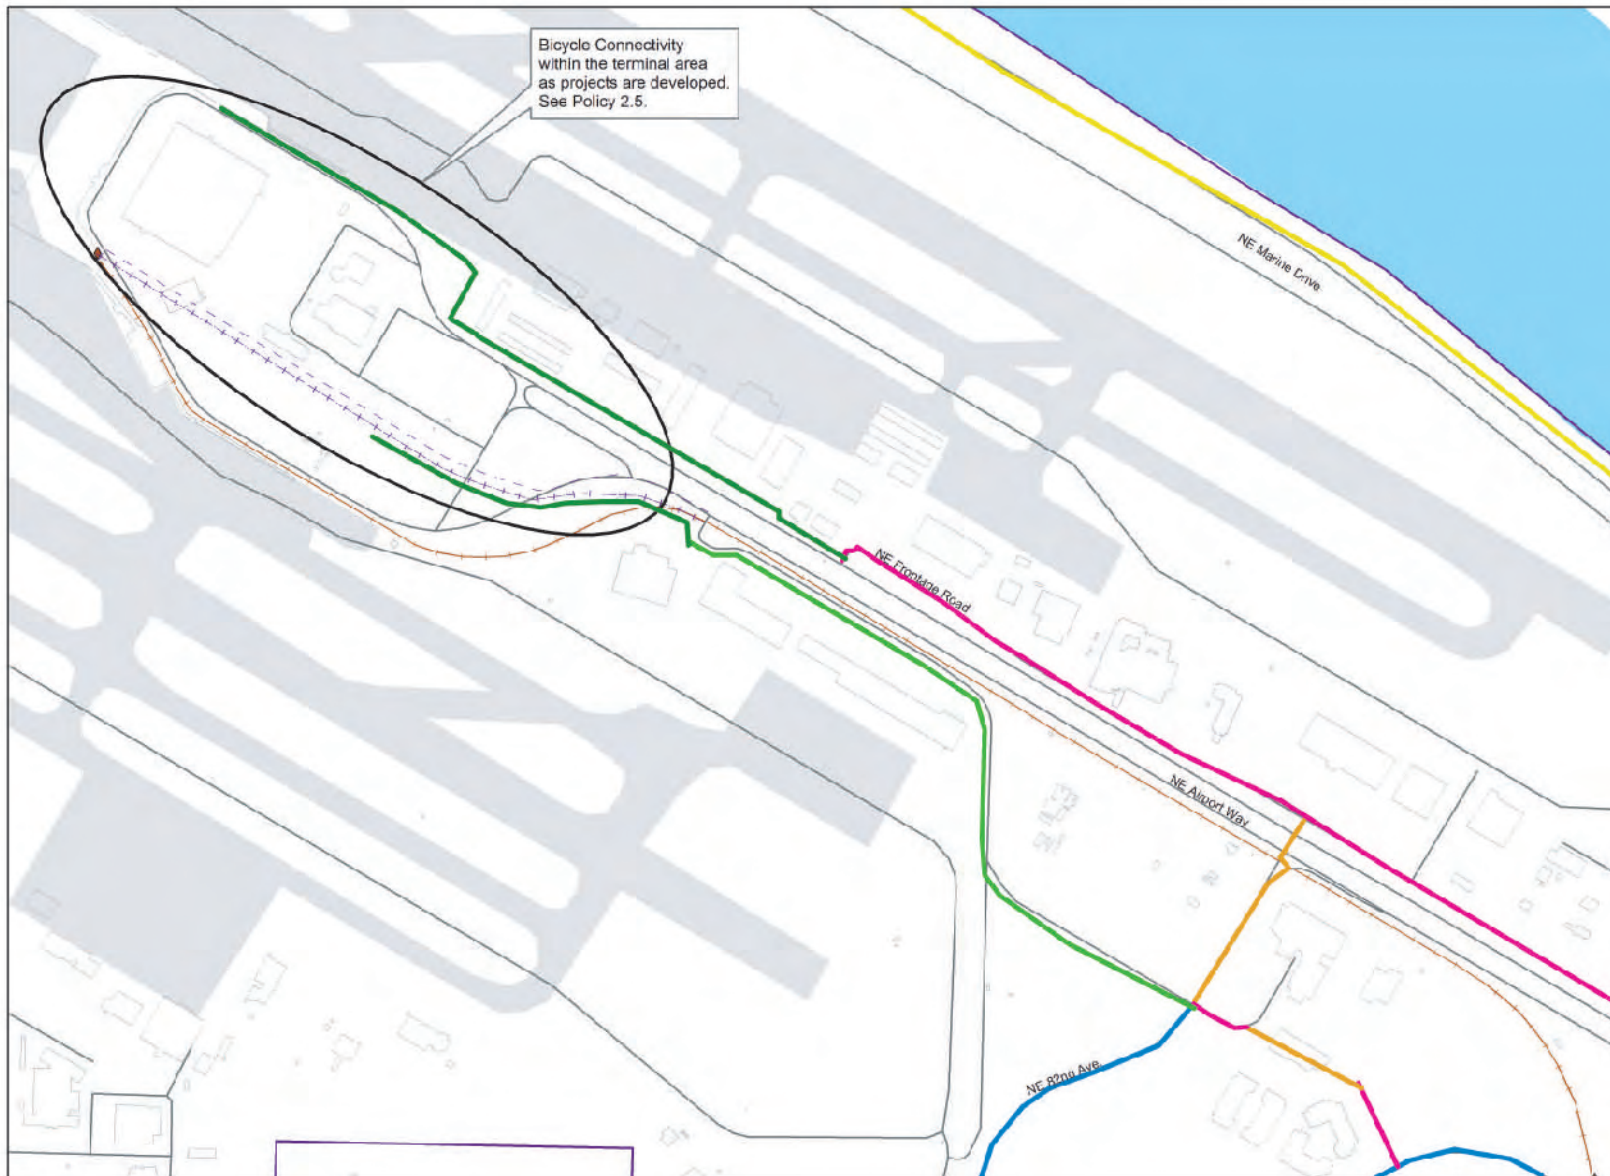 Bicycle Connectivity
within the terminal area
as projects are developed.
See Policy 2.5.
NE Marine Drive
NE Frontage Road
NE Airport Way
NE 82nd Ave.